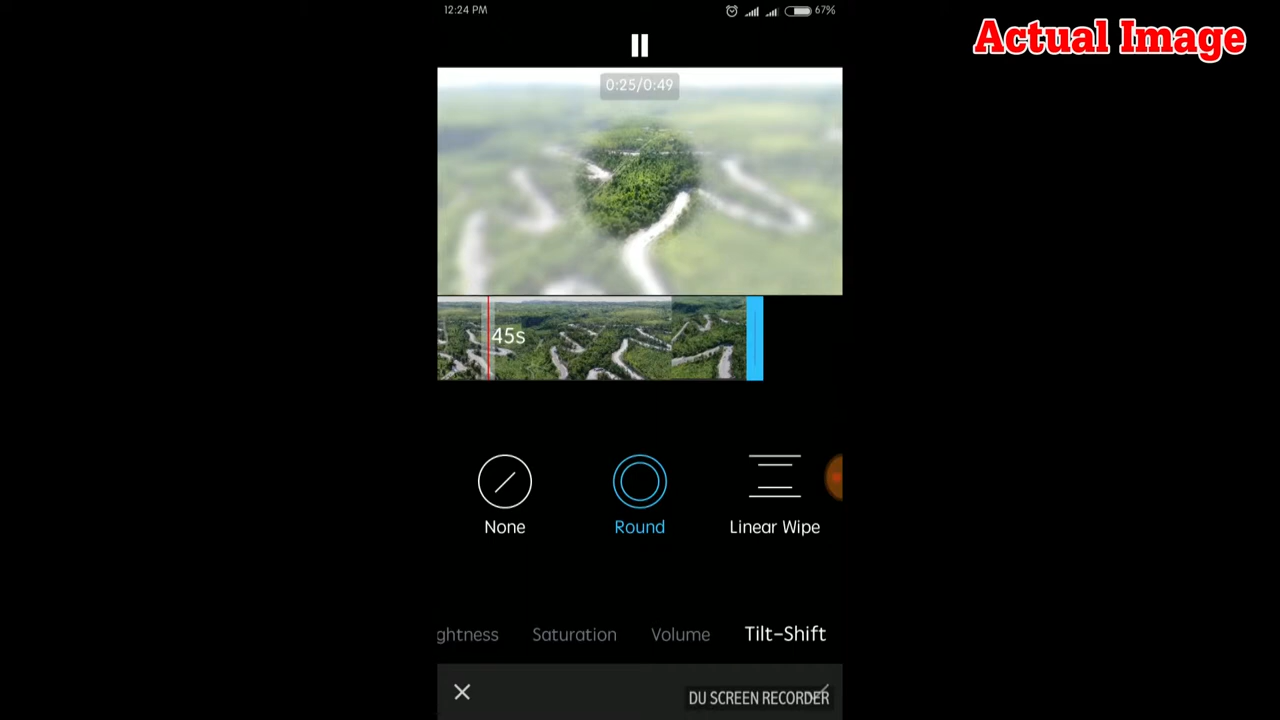 12:24 PM
67%
Actual Image
0:25/0:49
45s
None
Round
Linear Wipe
ghtness
Saturation
Volume
Tilt-Shift
DU SCREEN RECORDER